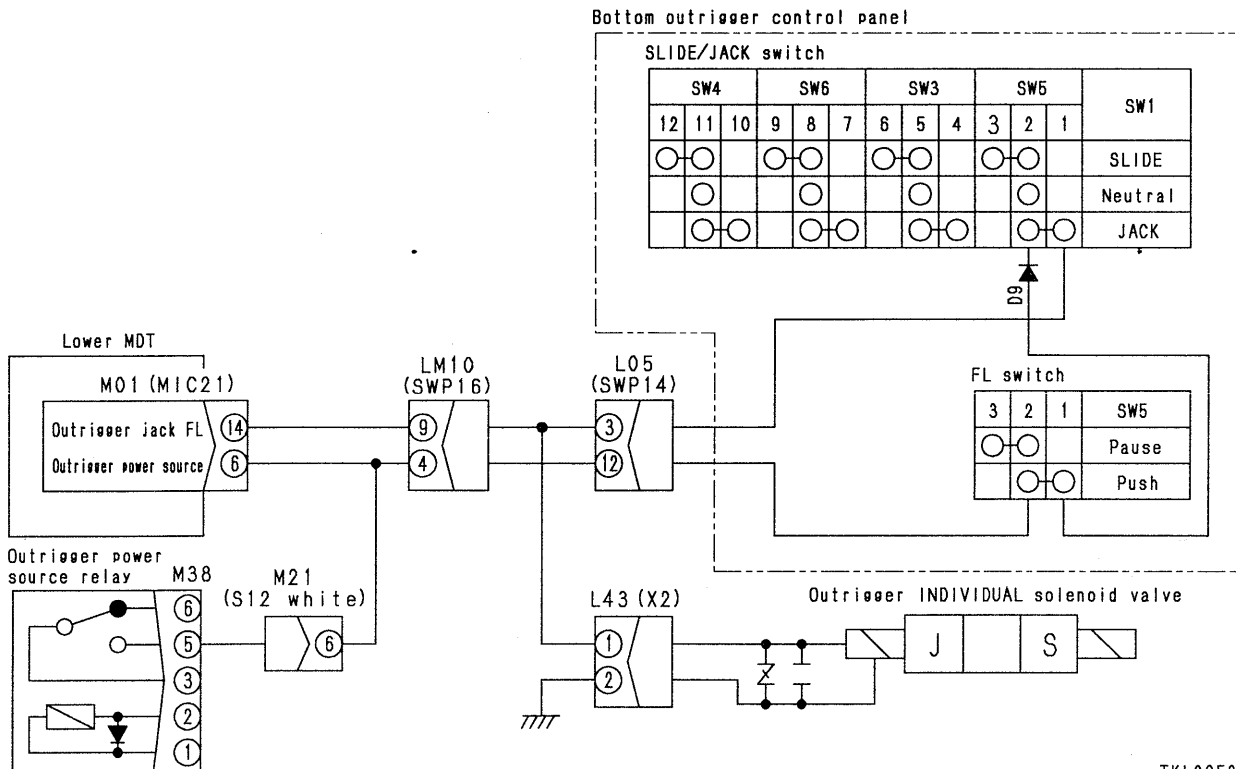 Bottom outrigger control panel
SLIDE/JACK switch
SW4 SW6 SW3 SW5 SW1
12 11 10 9 8 7 6 5 4 3 2 1
SLIDE
Neutral
JACK
D9
Lower MDT
M01 (MIC21)
LM10
(SWP16)
L05
(SWP14)
FL switch
3 2 1 SW5
Pause
Push
Outrigger jack FL 14 9 3
Outrigger power source 6 4 12
Outrigger power
source relay
M38
M21
(S12 white)
L43 (X2)
Outrigger INDIVIDUAL solenoid valve
6
5
3
2
1
6
1
2
J S